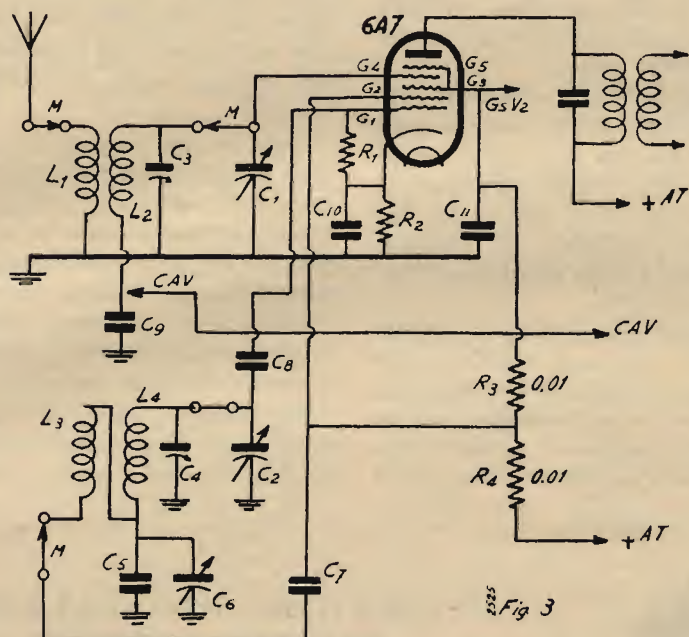 6A7
G4
G5
G2
G3
G5 V2
G1
M
M
L1
L2
C3
C1
R1
C10
R2
C11
+ AT
CAV
CAV
C9
C8
R3 0.01
L3
L4
C4
C2
R4 0.01
+ AT
M
C5
C6
C7
2525
Fig 3